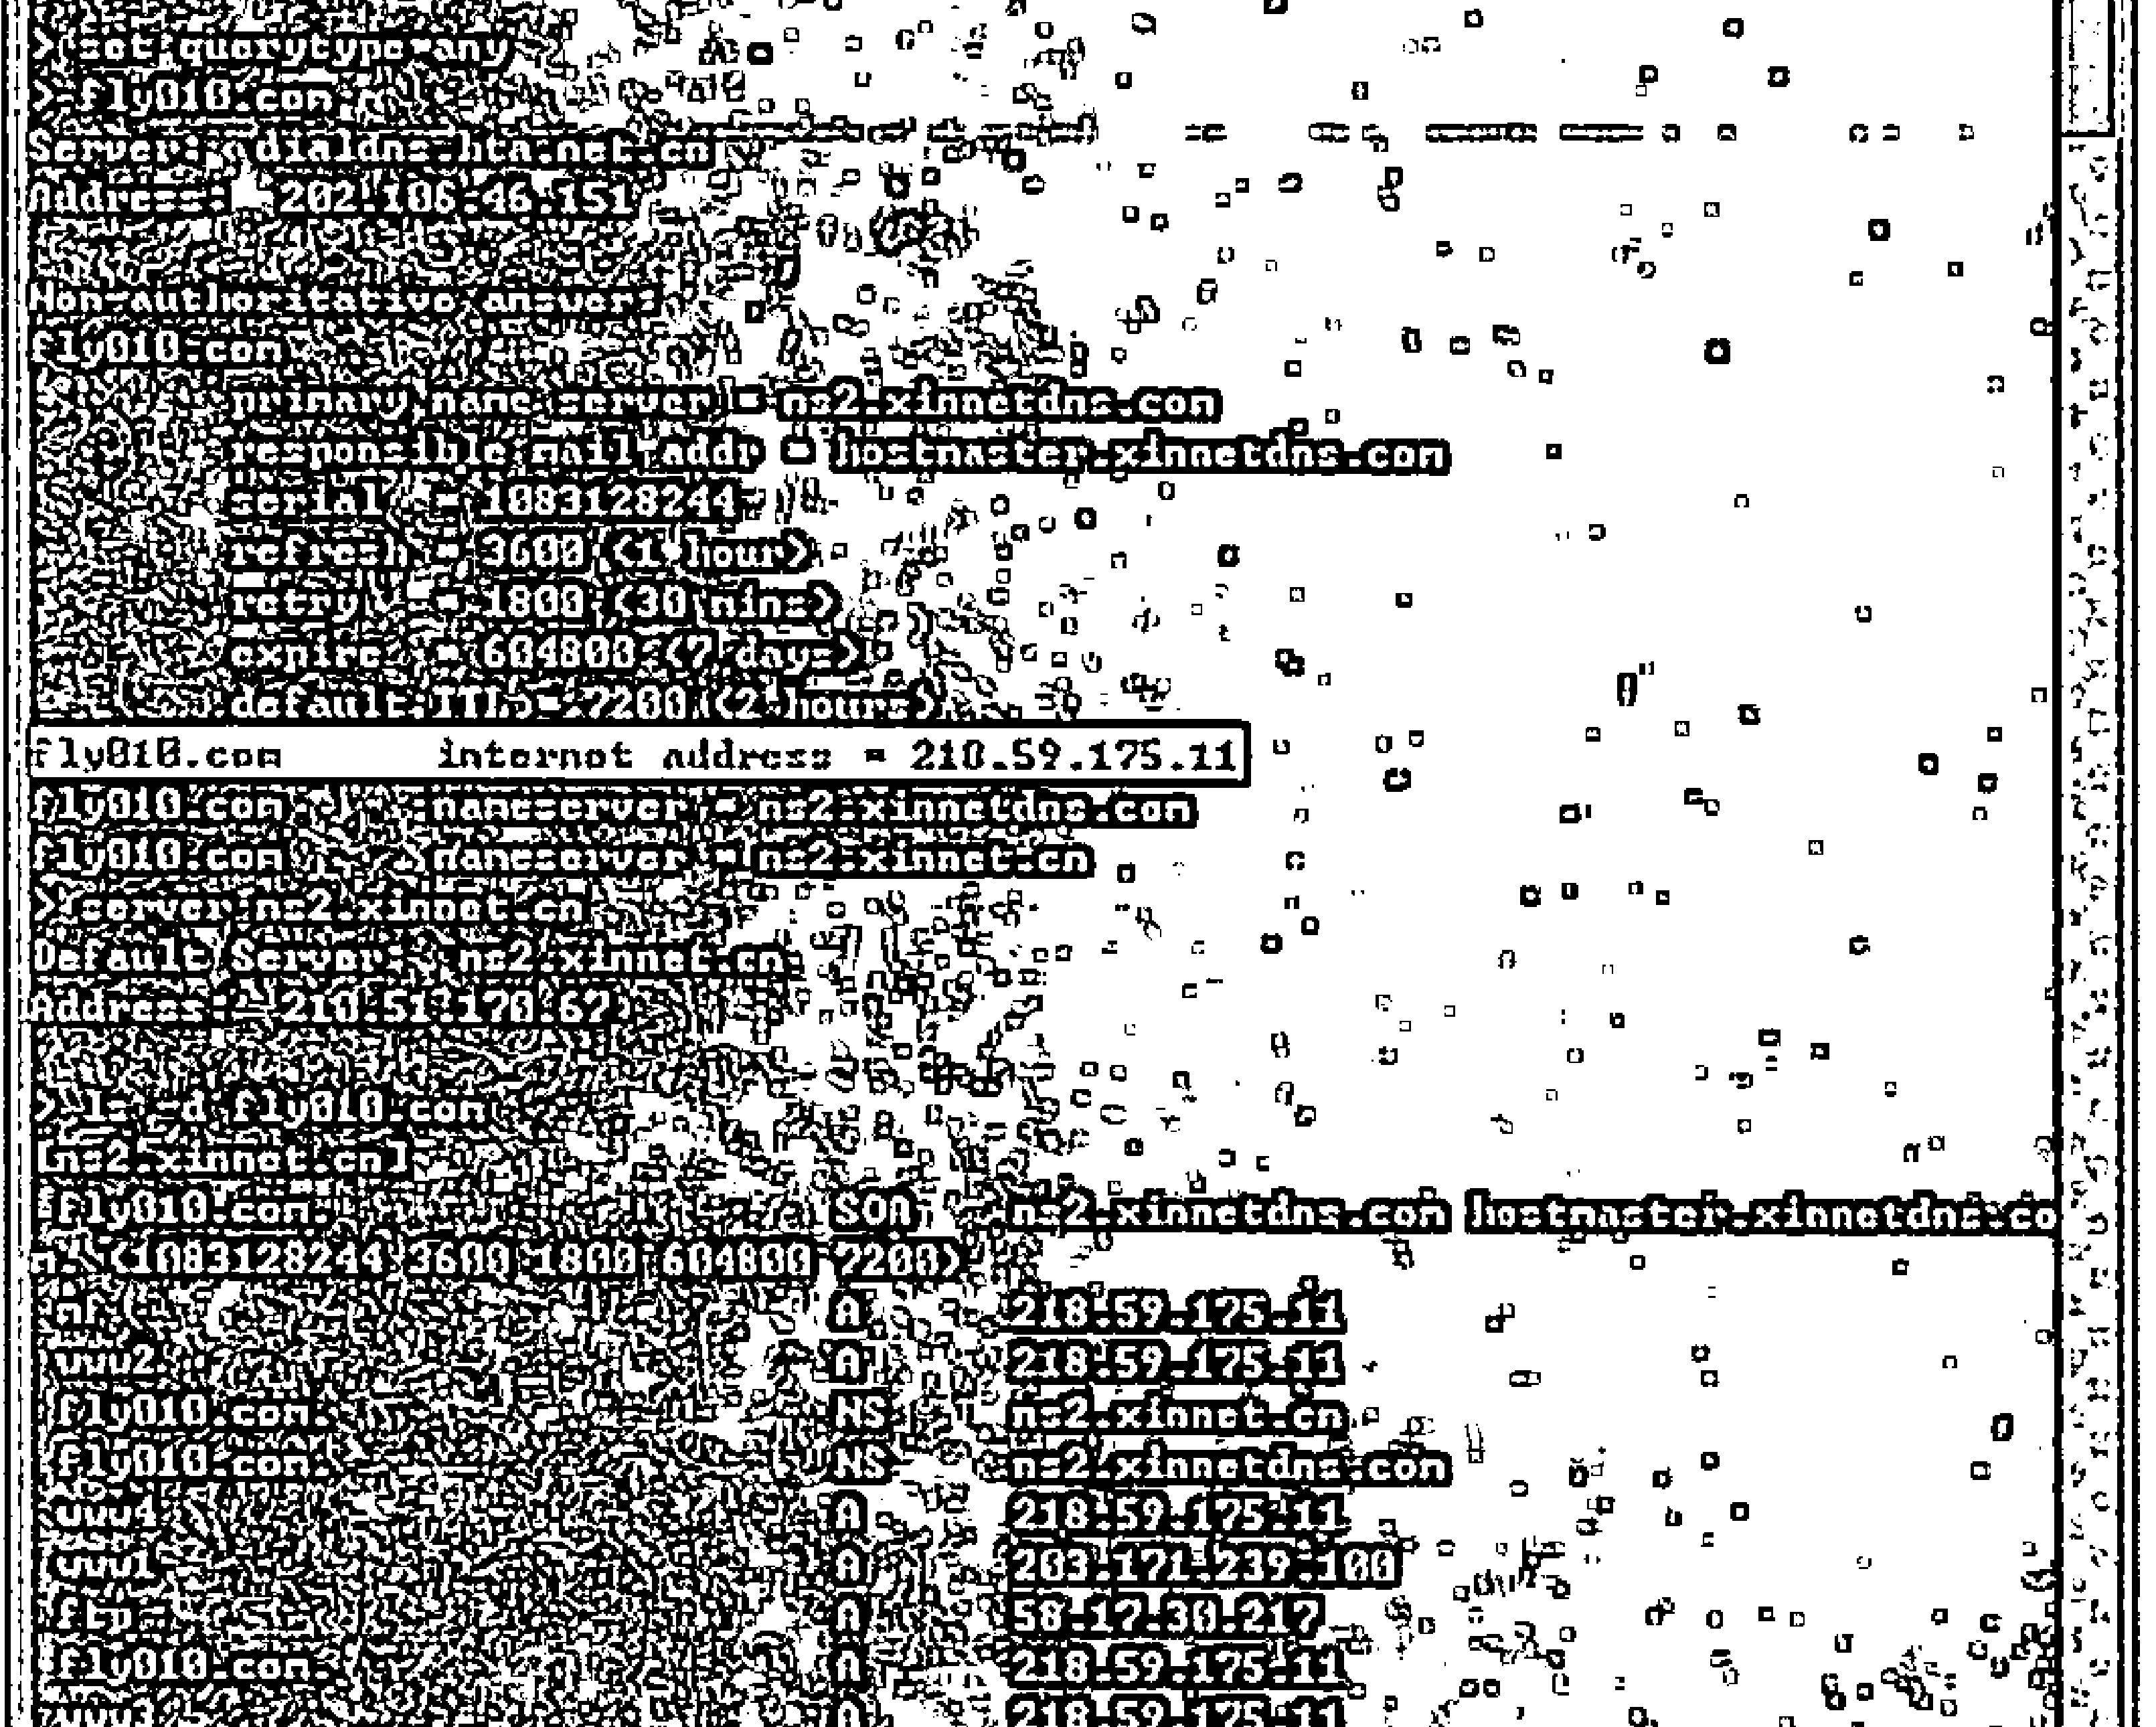 > set querytype=any
> fly010.com
Server:  dialdns.bta.net.cn
Address:  202.106.46.151
Non-authoritative answer:
fly010.com
primary name server = ns2.xinnetdns.com
responsible mail addr = hostmaster.xinnetdns.com
serial  = 1083128244
refresh = 3600 (1 hour)
retry   = 1800 (30 mins)
expire  = 604800 (7 days)
default TTL = 7200 (2 hours)
fly010.com      internet address = 218.59.175.11
fly010.com      nameserver = ns2.xinnetdns.com
fly010.com      nameserver = ns2.xinnet.cn
> server ns2.xinnet.cn
Default Server:  ns2.xinnet.cn
Address:  210.51.170.67
> ls -d fly010.com
[ns2.xinnet.cn]
fly010.com. SOA ns2.xinnetdns.com hostmaster.xinnetdns.co
m. (1083128244 3600 1800 604800 7200)
A 218.59.175.11
www2 A 218.59.175.11
fly010.com. NS ns2.xinnet.cn
fly010.com. NS ns2.xinnetdns.com
www4 A 218.59.175.11
www1 A 203.171.239.100
ftp A 58.17.30.217
fly010.com. A 218.59.175.11
www3 A 218.59.175.11